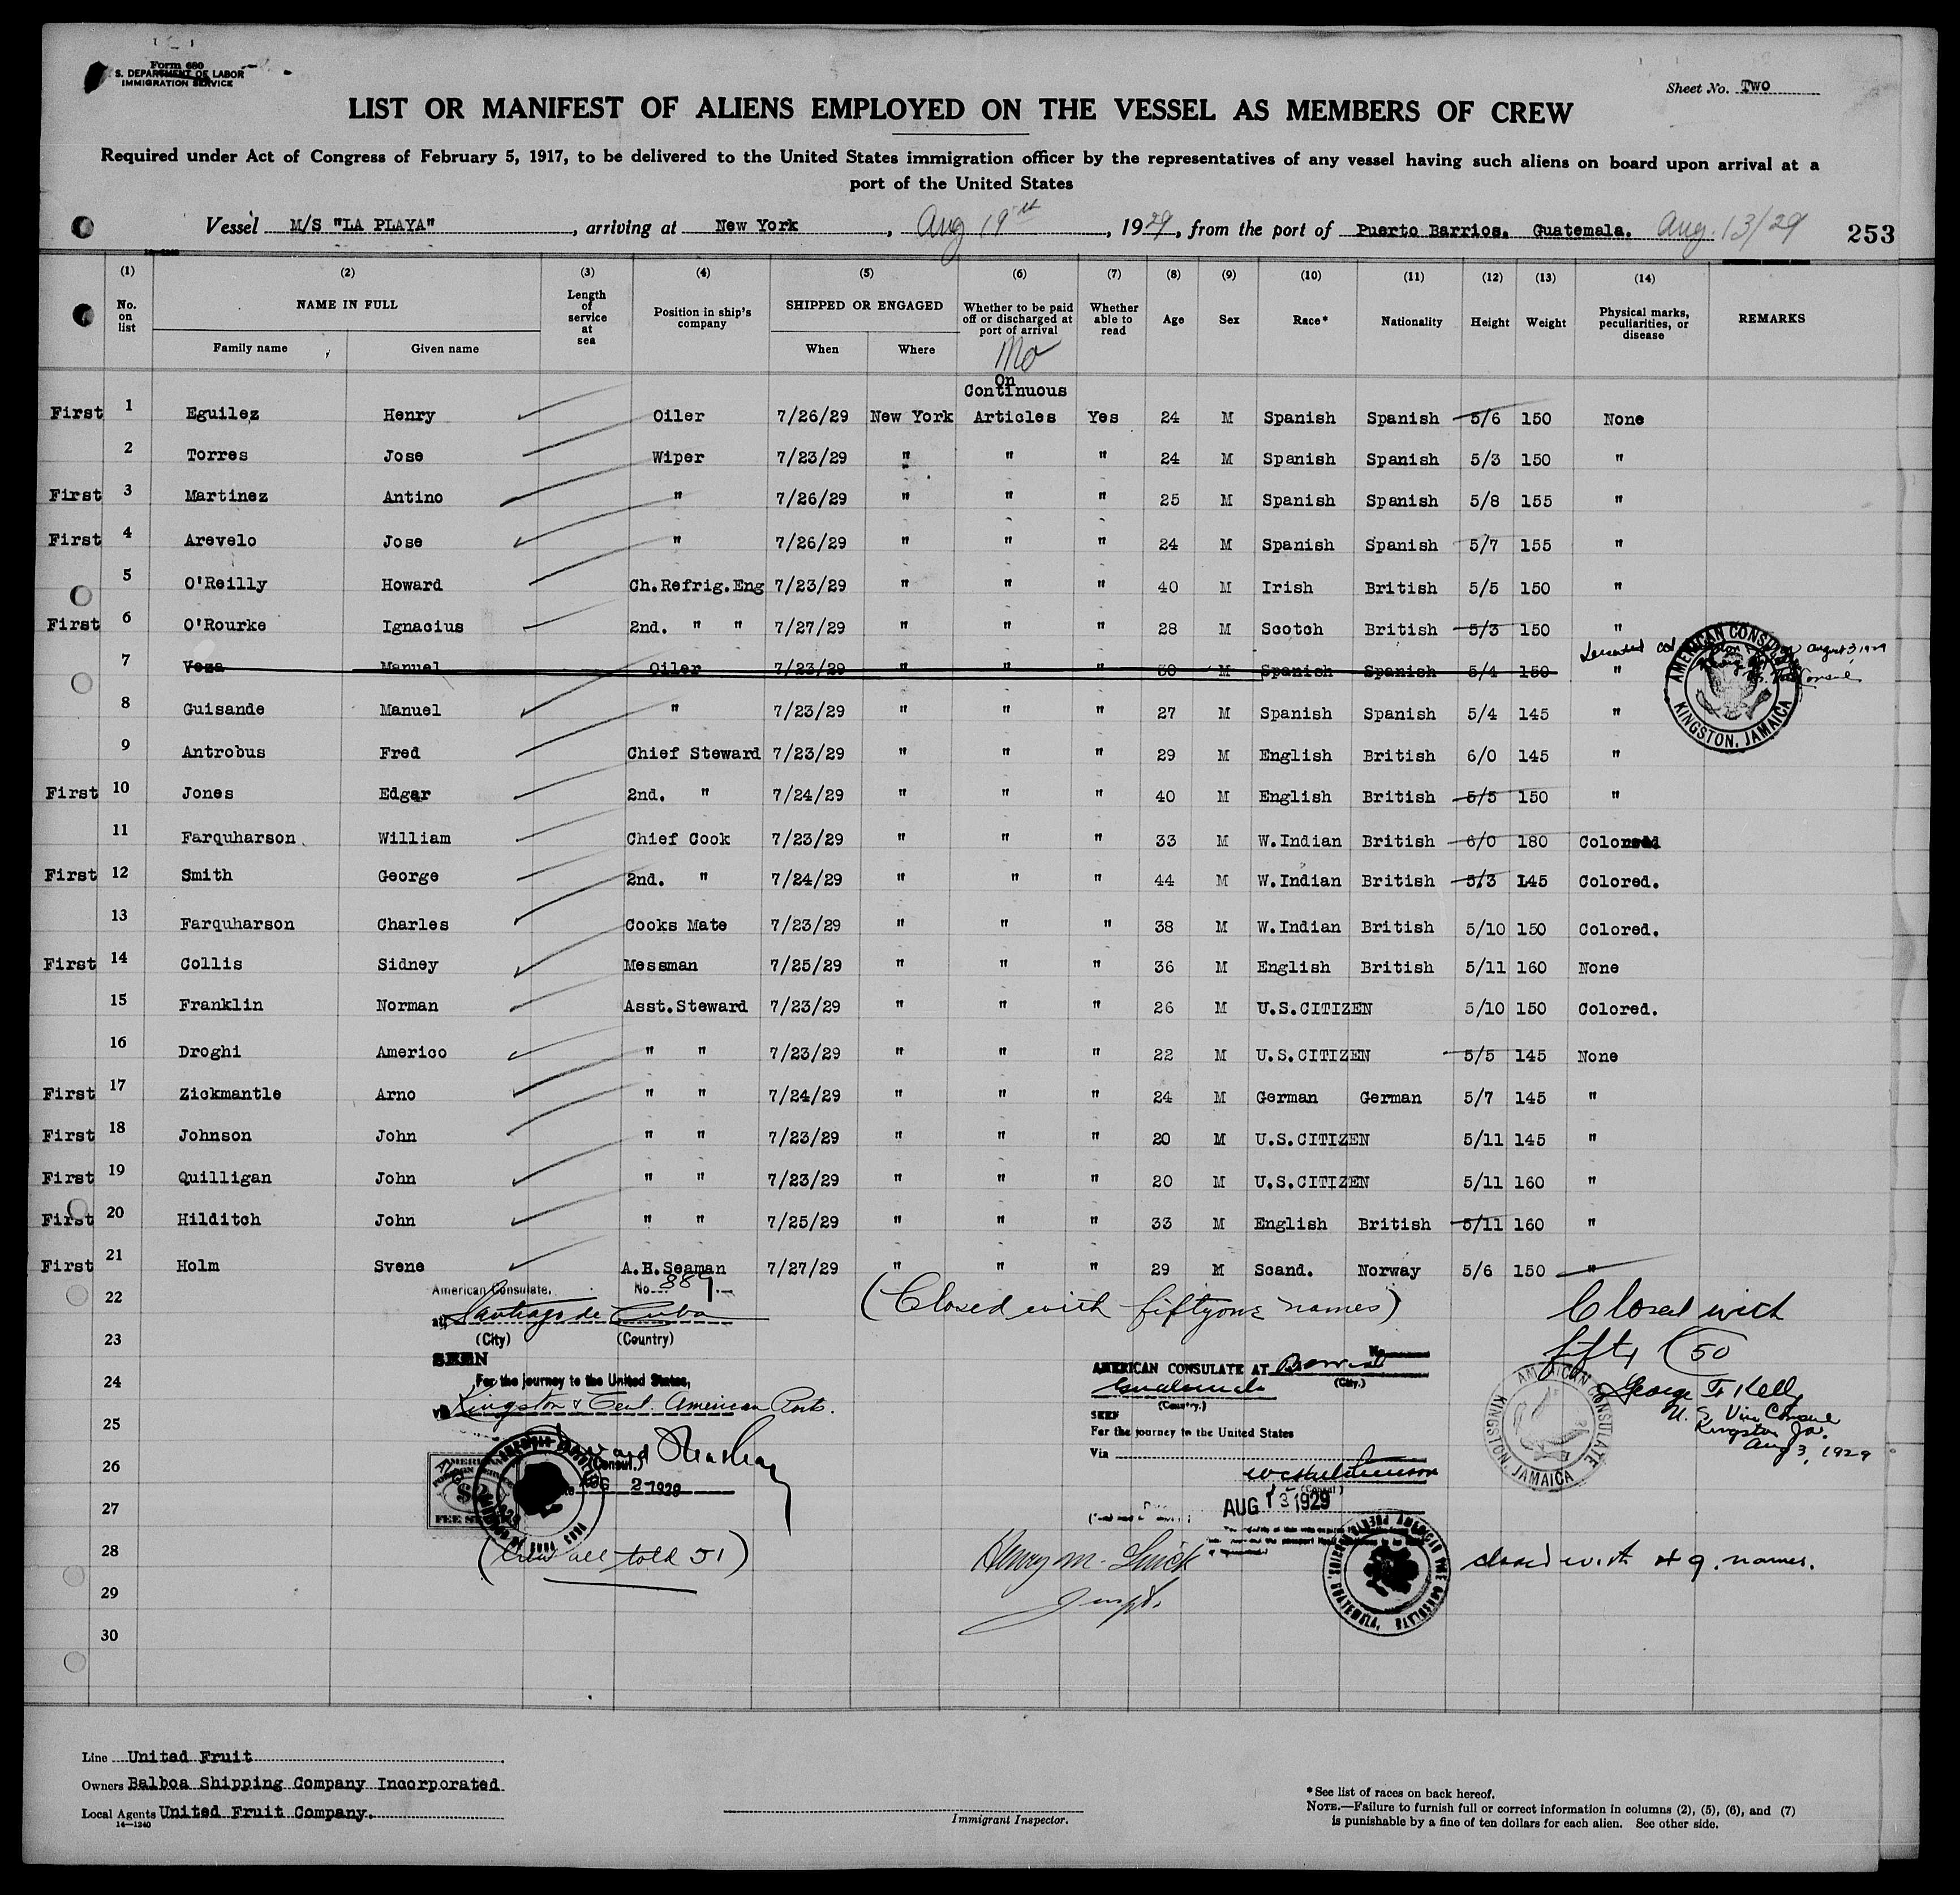 Form 680
S. DEPARTMENT OF LABOR
IMMIGRATION SERVICE
Sheet No. Two
LIST OR MANIFEST OF ALIENS EMPLOYED ON THE VESSEL AS MEMBERS OF CREW
Required under Act of Congress of February 5, 1917, to be delivered to the United States immigration officer by the representatives of any vessel having such aliens on board upon arrival at a
port of the United States
Vessel M/S "LA PLAYA", arriving at New York, Aug 19th, 1929, from the port of Puerto Barrios. Guatemala. Aug. 13/29 253
14-1240
(1) (2) (3) (4) (5) (6) (7) (8) (9) (10) (11) (12) (13) (14)
No. on list NAME IN FULL Length of service at sea Position in ship's company SHIPPED OR ENGAGED Whether to be paid off or discharged at port of arrival Whether able to read Age Sex Race* Nationality Height Weight Physical marks, peculiarities, or disease REMARKS
Family name Given name When Where
On
Continuous
First 1 Eguilez Henry Oiler 7/26/29 New York Articles Yes 24 M Spanish Spanish 5/6 150 None
2 Torres Jose Wiper 7/23/29 " " " 24 M Spanish Spanish 5/3 150 "
First 3 Martinez Antino " 7/26/29 " " " 25 M Spanish Spanish 5/8 155 "
First 4 Arevelo Jose " 7/26/29 " " " 24 M Spanish Spanish 5/7 155 "
5 O'Reilly Howard Ch.Refrig.Eng 7/23/29 " " " 40 M Irish British 5/5 150 "
First 6 O'Rourke Ignacius 2nd. " " 7/27/29 " " " 28 M Scotch British 5/3 150 "
7 Veza Manuel Oiler 7/23/29 " " " 30 M Spanish Spanish 5/4 150 " August 3, 1929
AMERICAN CONSULATE KINGSTON, JAMAICA
8 Guisande Manuel " 7/23/29 " " " 27 M Spanish Spanish 5/4 145 "
9 Antrobus Fred Chief Steward 7/23/29 " " " 29 M English British 6/0 145 "
First 10 Jones Edgar 2nd. " 7/24/29 " " " 40 M English British 5/5 150 "
11 Farquharson William Chief Cook 7/23/29 " " " 33 M W.Indian British 6/0 180 Colored
First 12 Smith George 2nd. " 7/24/29 " " " 44 M W.Indian British 5/3 145 Colored.
13 Farquharson Charles Cooks Mate 7/23/29 " " " 38 M W.Indian British 5/10 150 Colored.
First 14 Collis Sidney Messman 7/25/29 " " " 36 M English British 5/11 160 None
15 Franklin Norman Asst.Steward 7/23/29 " " " 26 M U.S.CITIZEN 5/10 150 Colored.
16 Droghi Americo " " 7/23/29 " " " 22 M U.S.CITIZEN 5/5 145 None
First 17 Zickmantle Arno " " 7/24/29 " " " 24 M German German 5/7 145 "
First 18 Johnson John " " 7/23/29 " " " 20 M U.S.CITIZEN 5/11 145 "
First 19 Quilligan John " " 7/23/29 " " " 20 M U.S.CITIZEN 5/11 160 "
First 20 Hilditch John " " 7/25/29 " " " 33 M English British 5/11 160 "
First 21 Holm Svene A.B.Seaman 7/27/29 " " " 29 M Scand. Norway 5/6 150 "
22
23
24
25
26
27
28
29
30
American Consulate, No. 889.
at Santiago de Cuba
(City) (Country)
SEEN
For the journey to the United States,
via Kingston & Cent. American Ports.
(Consul.)
AUG 2 1929
(Crew all told 51)
(Closed with fiftyone names)
AMERICAN CONSULATE AT
(City.)
Guatemala
(Country.)
SEEN
For the journey to the United States
Via
(Consul)
AUG 13 1929
Henry M.
Closed with
fifty (50
George F. Kelly
U. S. Vice Consul
Kingston Ja.
Aug 3, 1929
AMERICAN CONSULATE KINGSTON, JAMAICA
closed with 49 names.
Line United Fruit
Owners Balboa Shipping Company Incorporated
Local Agents United Fruit Company.
14-1240
Immigrant Inspector.
*See list of races on back hereof.
NOTE.—Failure to furnish full or correct information in columns (2), (5), (6), and (7)
is punishable by a fine of ten dollars for each alien. See other side.